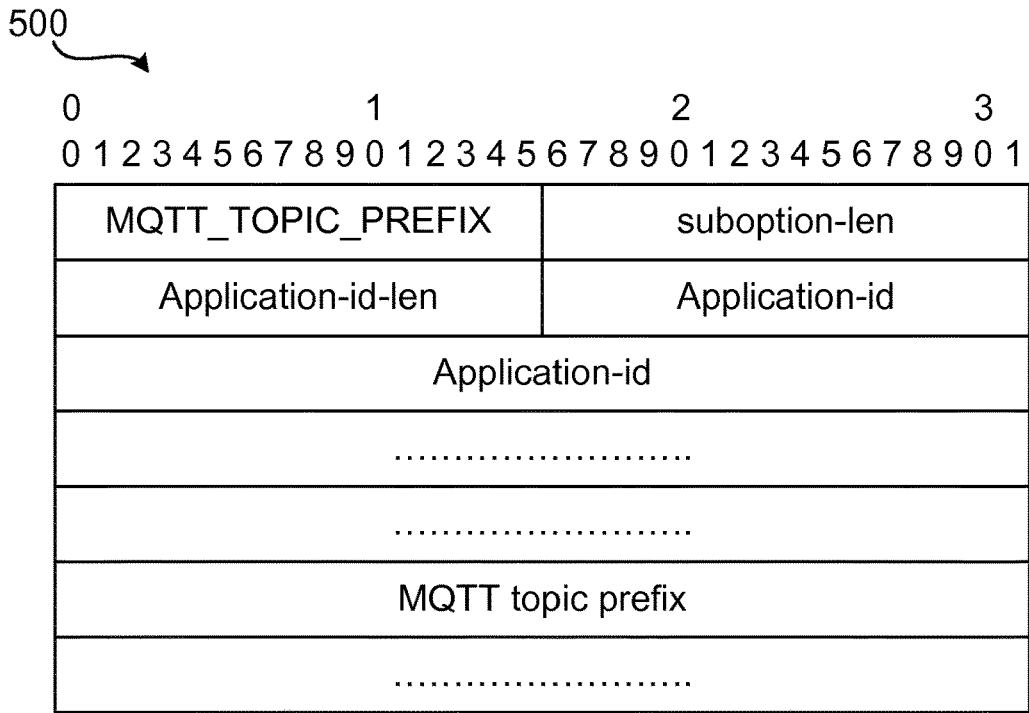 500
0 1 2 3
0 1 2 3 4 5 6 7 8 9 0 1 2 3 4 5 6 7 8 9 0 1 2 3 4 5 6 7 8 9 0 1
MQTT_TOPIC_PREFIX suboption-len
Application-id-len Application-id
Application-id
.........................
.........................
MQTT topic prefix
.........................